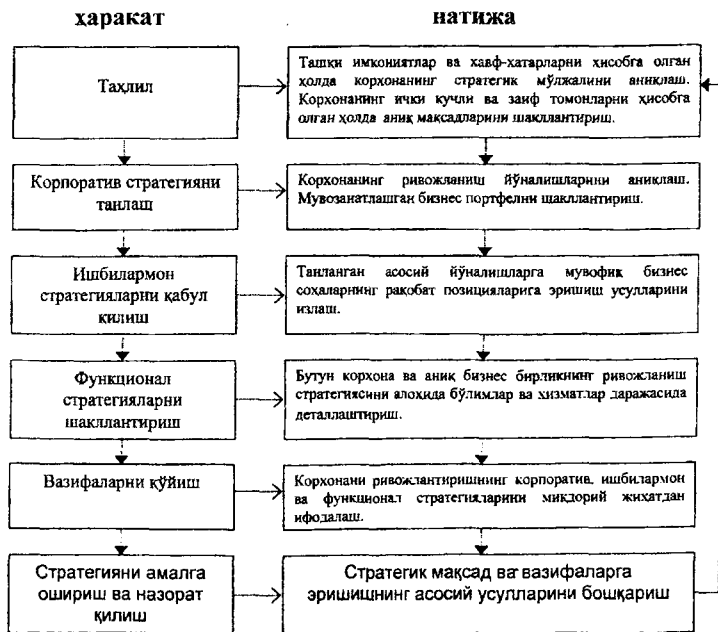 ҳаракат
натижа
Таҳлил
Ташқи имкониятлар ва хавф-хатарларни ҳисобга олган
ҳолда корхонанинг стратегик мўлжалини аниқлаш.
Корхонанинг ички кучли ва заиф томонларни ҳисобга
олган ҳолда аниқ мақсадларини шакллантириш.
Корпоратив стратегияни
танлаш
Корхонанинг ривожланиш йўналишларини аниқлаш.
Мувозанатлашган бизнес портфелни шакллантириш.
Ишбилармон
стратегияларни қабул
қилиш
Танланган асосий йўналишларга мувофиқ бизнес
соҳаларнинг рақобат позицияларига эришиш усулларини
излаш.
Функционал
стратегияларни
шакллантириш
Бутун корхона ва аниқ бизнес бирликнинг ривожланиш
стратегиясини алоҳида бўлимлар ва хизматлар даражасида
деталлаштириш.
Вазифаларни қўйиш
Корхонани ривожлантиришнинг корпоратив, ишбилармон
ва функционал стратегияларини миқдорий жиҳатдан
ифодалаш.
Стратегияни амалга
ошириш ва назорат
қилиш
Стратегик мақсад ва вазифаларга
эришишнинг асосий усулларини бошқариш